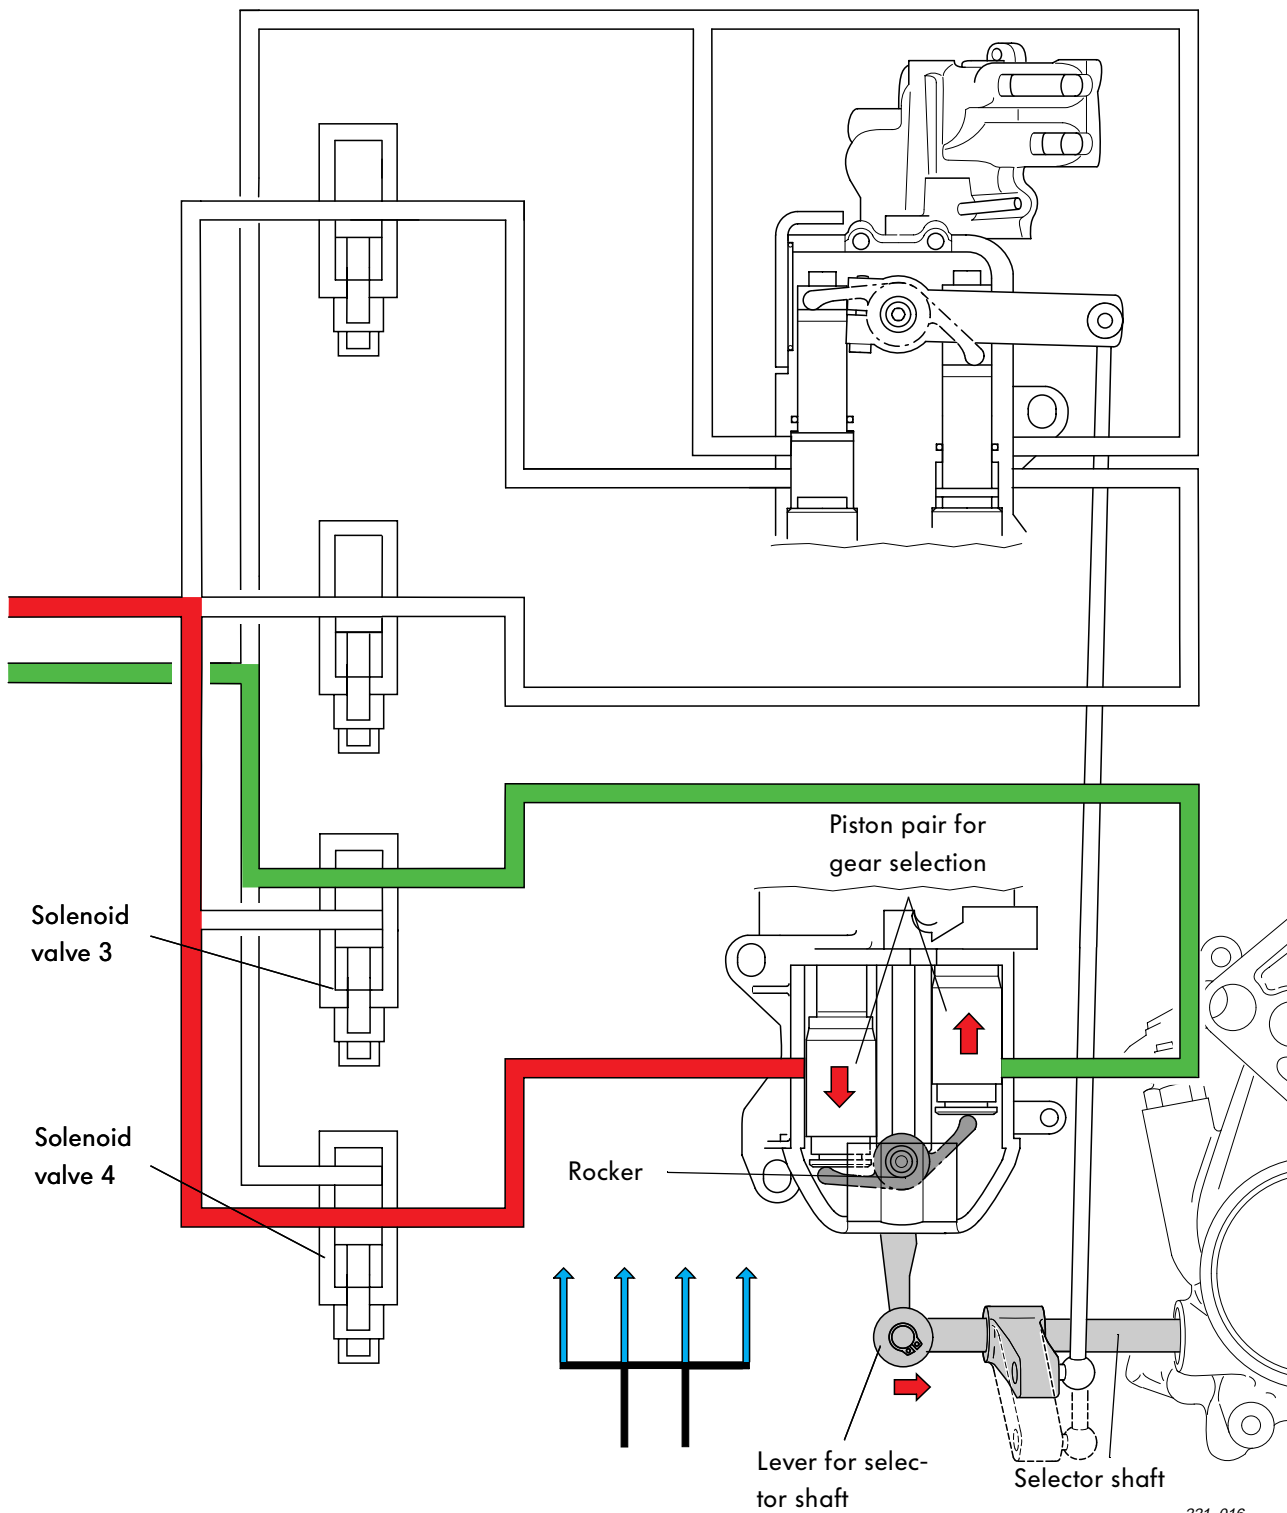 Piston pair for
gear selection
Solenoid
valve 3
Solenoid
valve 4
Rocker
Lever for selec-
tor shaft
Selector shaft